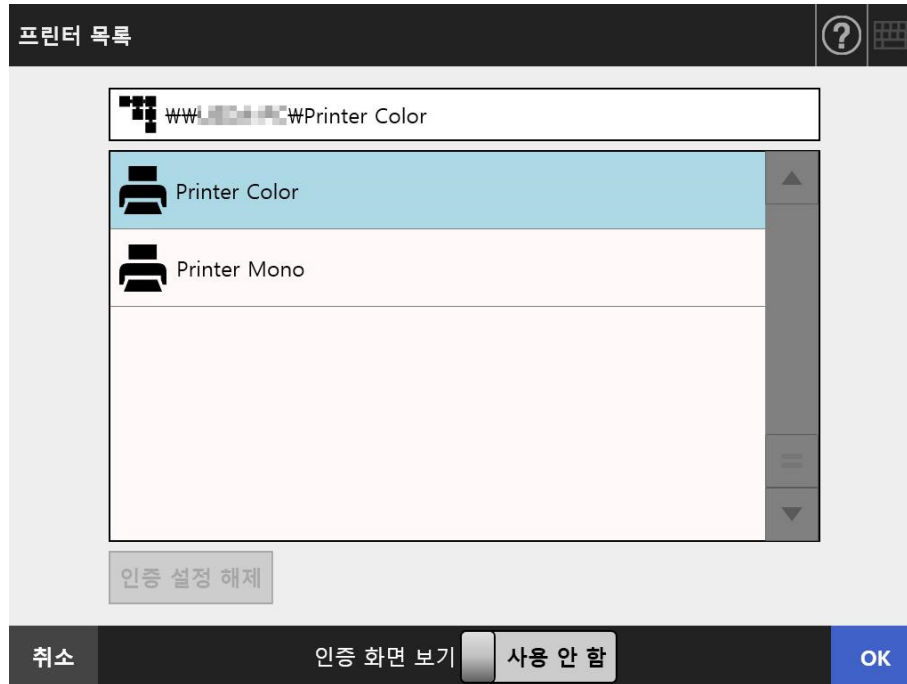 프린터 목록
?
₩₩ ₩Printer Color
Printer Color
Printer Mono
인증 설정 해제
취소
인증 화면 보기
사용 안 함
OK